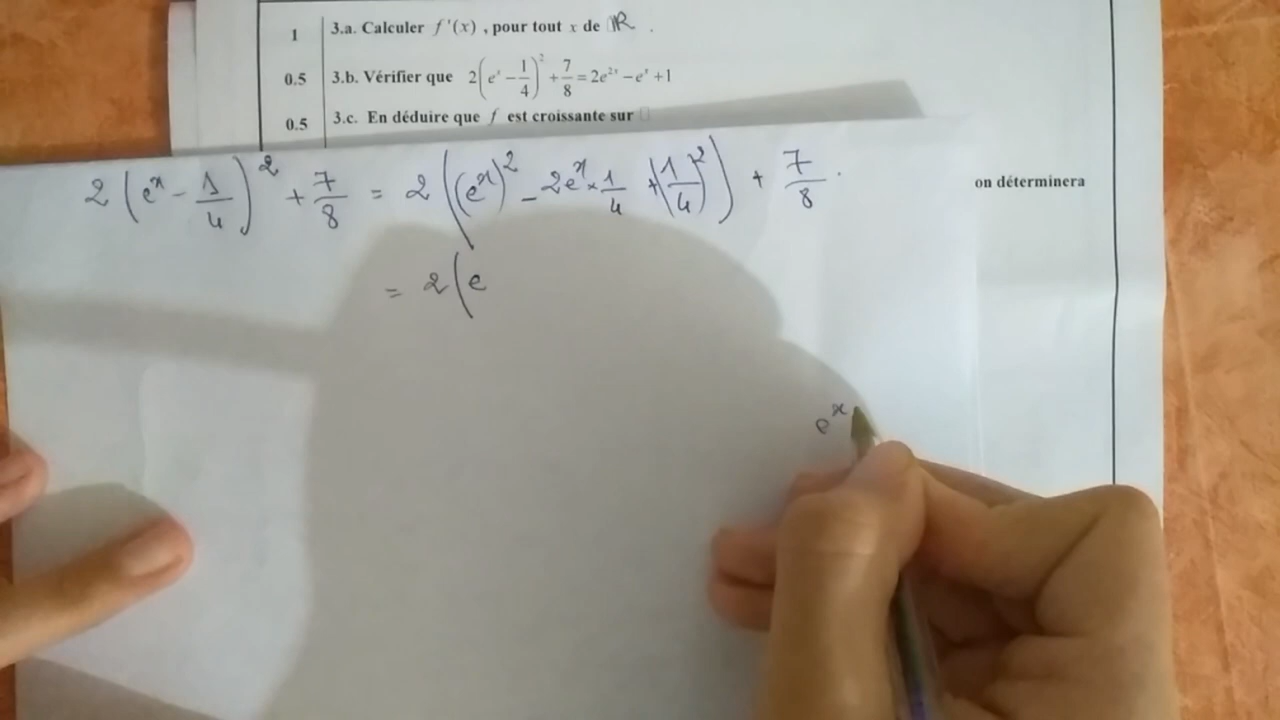 1 3.a. Calculer f'(x) , pour tout x de ℝ .
0.5 3.b. Vérifier que 2(eˣ − 1/4)² + 7/8 = 2e²ˣ − eˣ + 1
0.5 3.c. En déduire que f est croissante sur □
2 (eˣ − 1/4)² + 7/8 = 2 ((eˣ)² − 2eˣ × 1/4 + (1/4)²) + 7/8 .
on déterminera
= 2 (e
eˣ